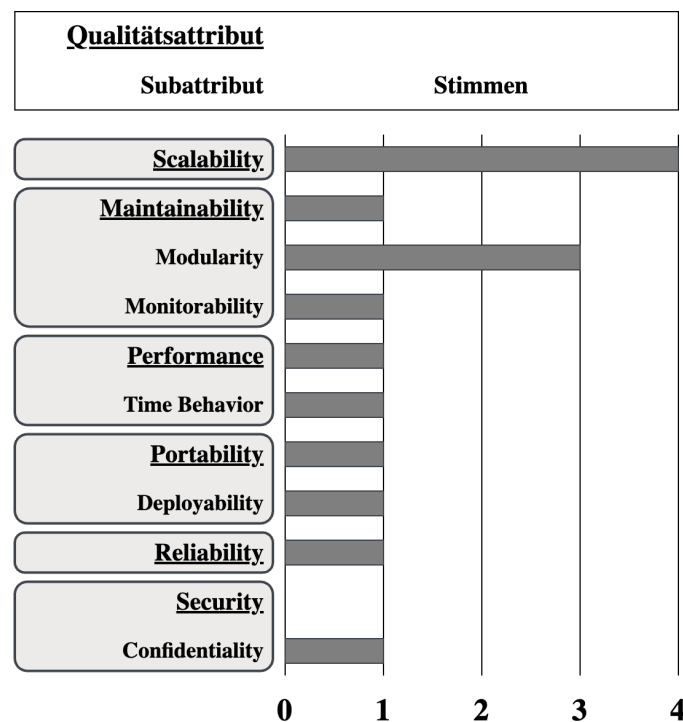 Qualitätsattribut
Subattribut Stimmen
Scalability
Maintainability
Modularity
Monitorability
Performance
Time Behavior
Portability
Deployability
Reliability
Security
Confidentiality
0 1 2 3 4